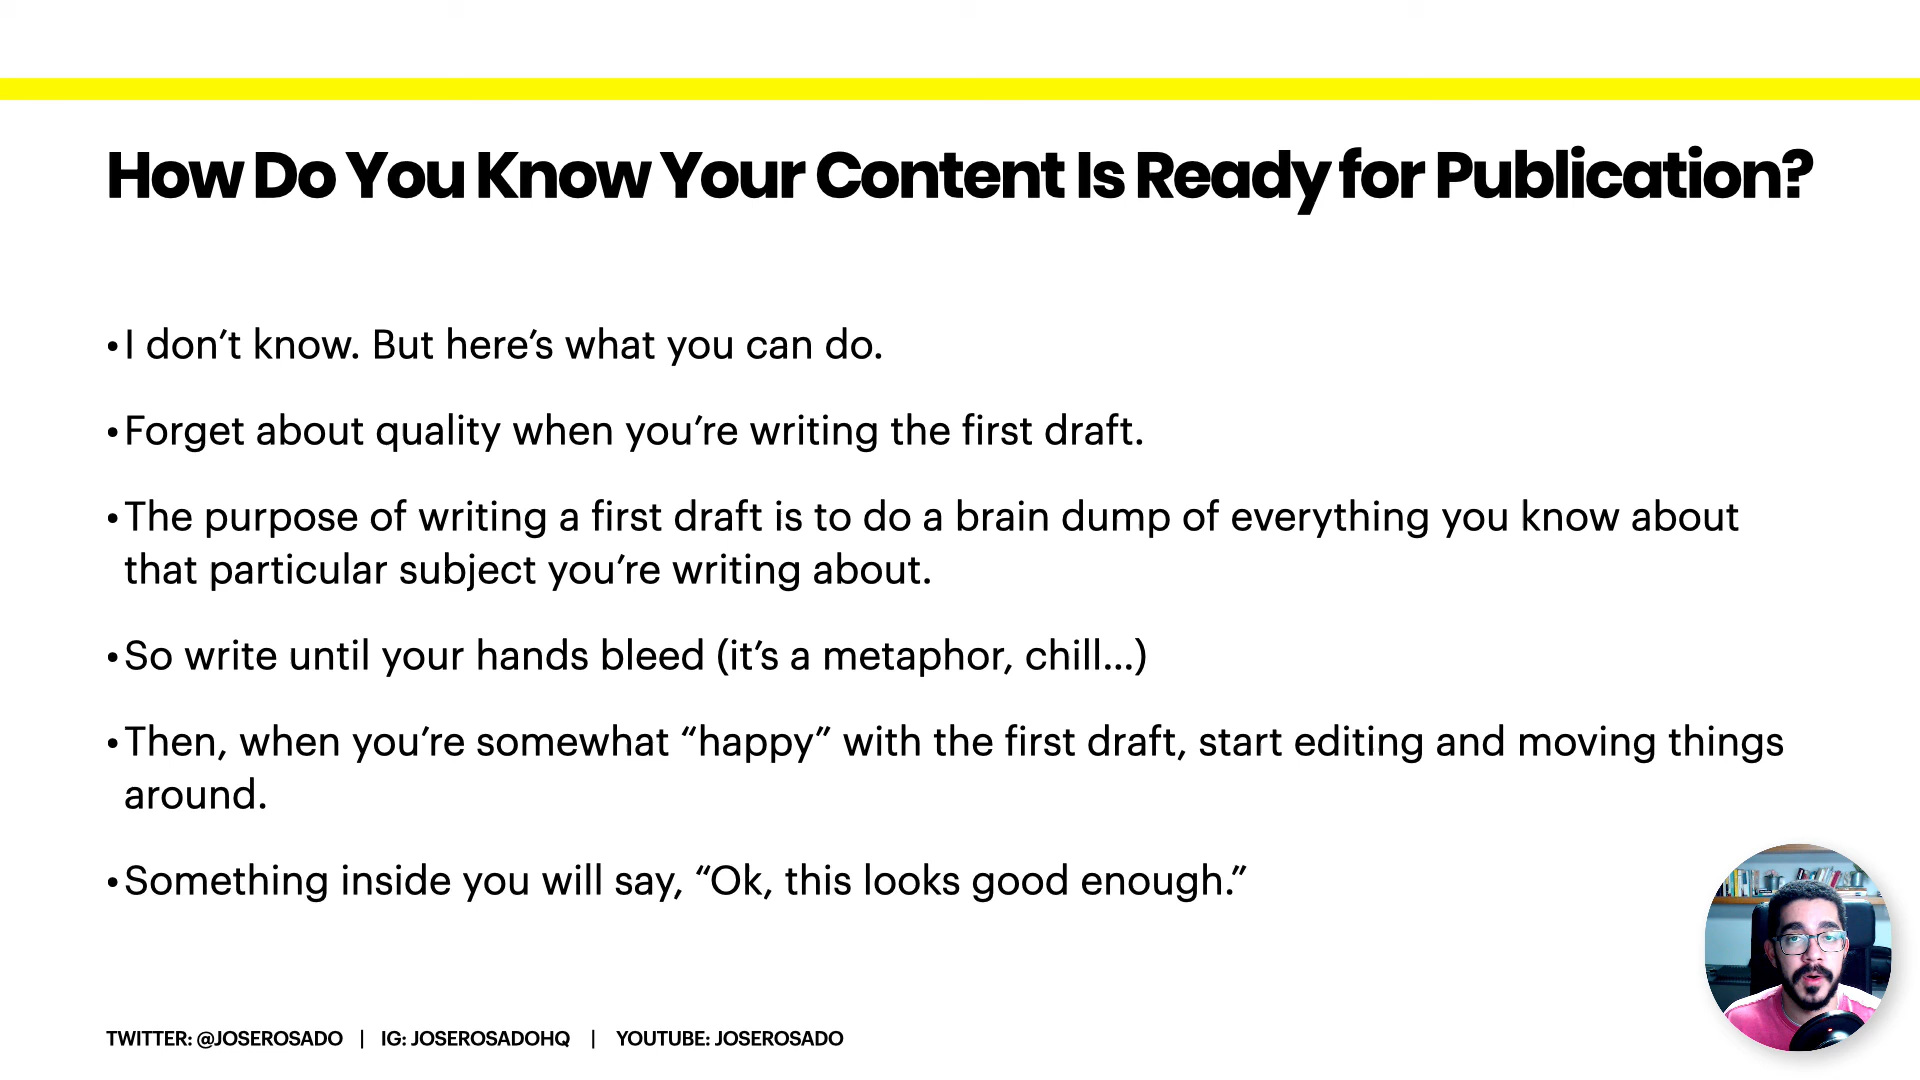 How Do You Know Your Content Is Ready for Publication?
• I don’t know. But here’s what you can do.
• Forget about quality when you’re writing the first draft.
• The purpose of writing a first draft is to do a brain dump of everything you know about
that particular subject you’re writing about.
• So write until your hands bleed (it’s a metaphor, chill...)
• Then, when you’re somewhat “happy” with the first draft, start editing and moving things
around.
• Something inside you will say, “Ok, this looks good enough.”
TWITTER: @JOSEROSADO | IG: JOSEROSADOHQ | YOUTUBE: JOSEROSADO